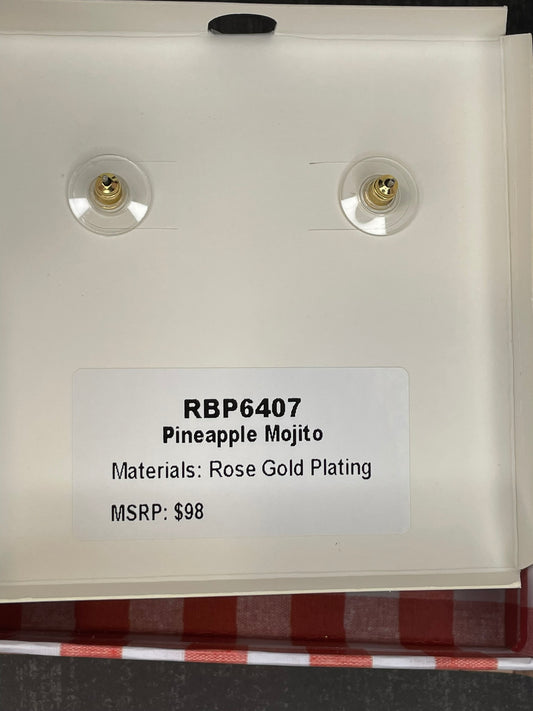 RBP6407
Pineapple Mojito
Materials: Rose Gold Plating
MSRP: $98